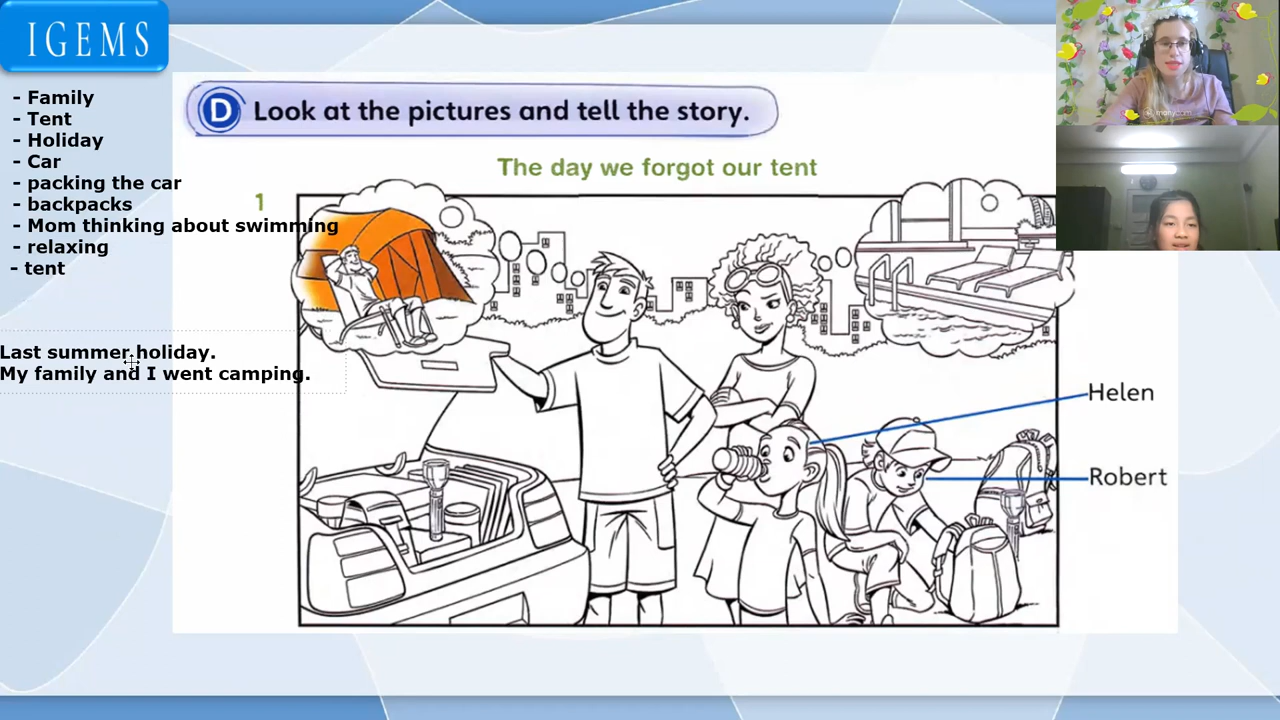 IGEMS
- Family
- Tent
- Holiday
- Car
- packing the car
- backpacks
- Mom thinking about swimming
- relaxing
- tent
Last summer holiday.
My family and I went camping.
D Look at the pictures and tell the story.
The day we forgot our tent
1
Helen
Robert